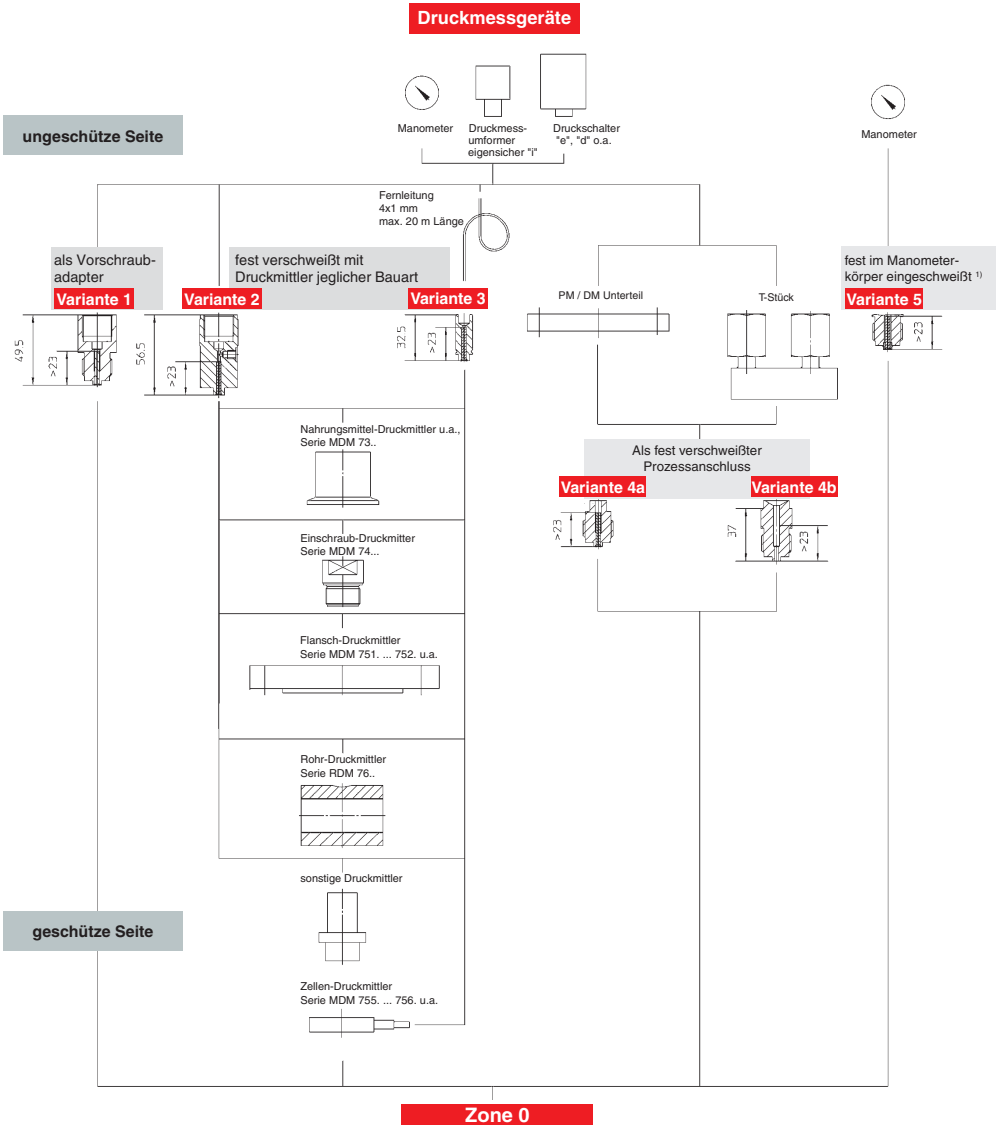 Druckmessgeräte
ungeschütze Seite
Manometer
Druckmess-
umformer
eigensicher "i"
Druckschalter
"e", "d" o.a.
Manometer
Fernleitung
4x1 mm
max. 20 m Länge
als Vorschraub-
adapter
Variante 1
fest verschweißt mit
Druckmittler jeglicher Bauart
Variante 2
Variante 3
PM / DM Unterteil
T-Stück
fest im Manometer-
körper eingeschweißt 1)
Variante 5
49.5
>23
56.5
>23
32.5
>23
>23
Nahrungsmittel-Druckmittler u.a.,
Serie MDM 73..
Als fest verschweißter
Prozessanschluss
Variante 4a
Variante 4b
>23
37
>23
Einschraub-Druckmitter
Serie MDM 74...
Flansch-Druckmittler
Serie MDM 751. ... 752. u.a.
Rohr-Druckmittler
Serie RDM 76..
sonstige Druckmittler
geschütze Seite
Zellen-Druckmittler
Serie MDM 755. ... 756. u.a.
Zone 0